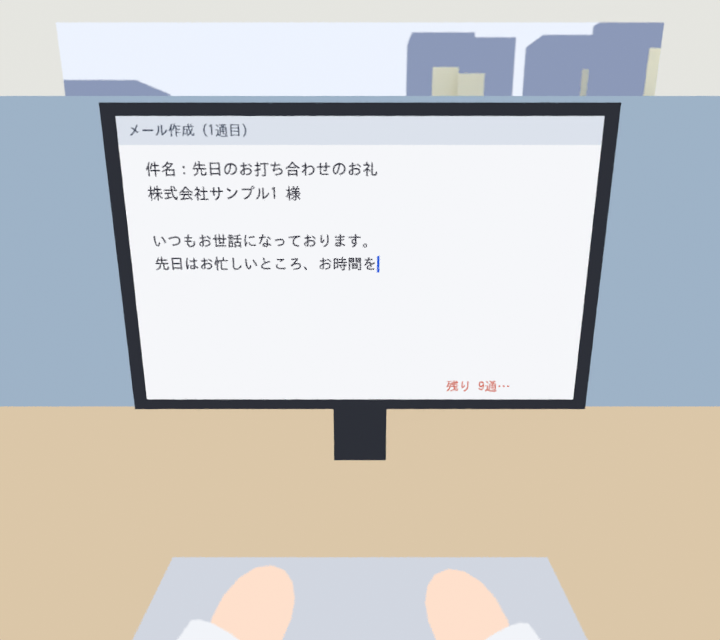 メール作成（1通目）
件名：先日のお打ち合わせのお礼
株式会社サンプル1 様
いつもお世話になっております。
先日はお忙しいところ、お時間を
残り 9通…